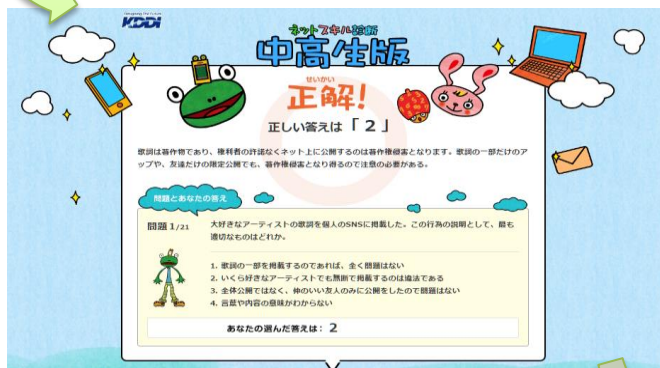 Designing The Future
KDDI
ネットスキル診断
中高生版
せいかい
正解!
正しい答えは「 2 」
歌詞は著作物であり、権利者の許諾なくネット上に公開するのは著作権侵害となります。歌詞の一部だけのア
ップや、友達だけの限定公開でも、著作権侵害となり得るので注意の必要がある。
問題とあなたの答え
問題 1/21
大好きなアーティストの歌詞を個人のSNSに掲載した。この行為の説明として、最も
適切なものはどれか。
1. 歌詞の一部を掲載するのであれば、全く問題はない
2. いくら好きなアーティストでも無断で掲載するのは違法である
3. 全体公開ではなく、仲のいい友人のみに公開をしたので問題はない
4. 言葉や内容の意味がわからない
あなたの選んだ答えは: 2